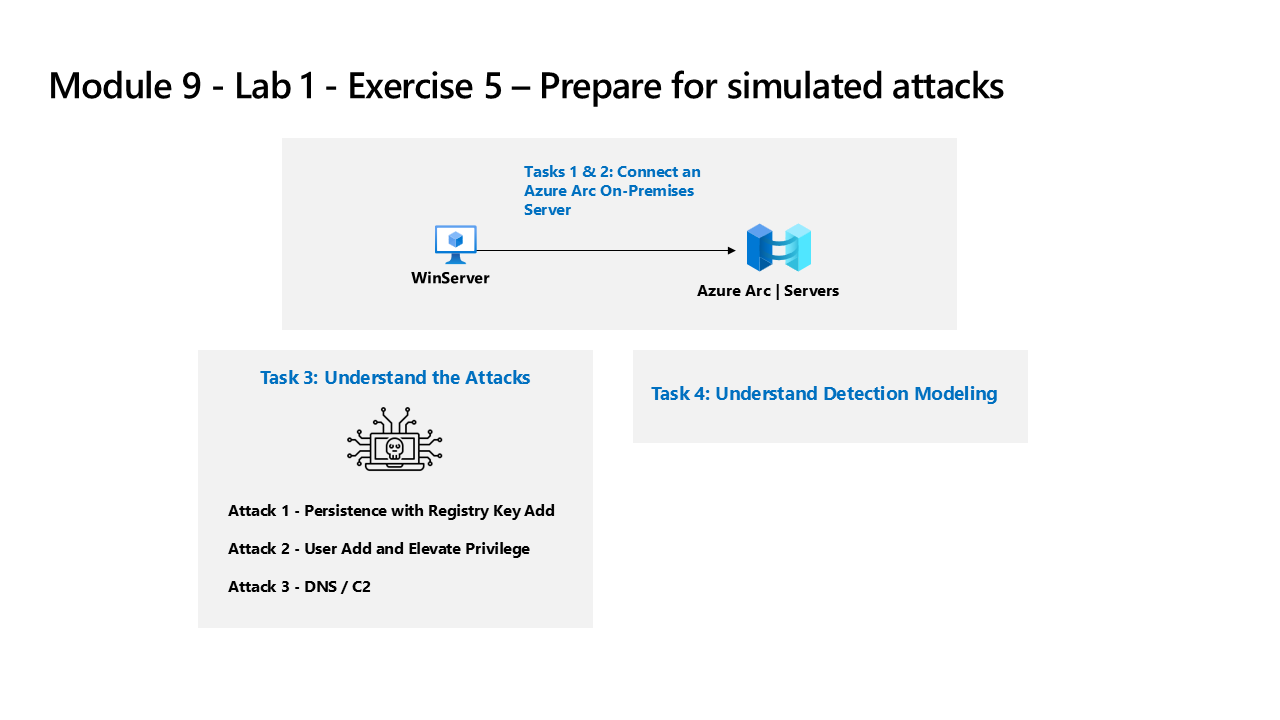 Module 9 - Lab 1 - Exercise 5 – Prepare for simulated attacks
Tasks 1 & 2: Connect an
Azure Arc On-Premises
Server
WinServer
Azure Arc | Servers
Task 3: Understand the Attacks
Attack 1 - Persistence with Registry Key Add
Attack 2 - User Add and Elevate Privilege
Attack 3 - DNS / C2
Task 4: Understand Detection Modeling